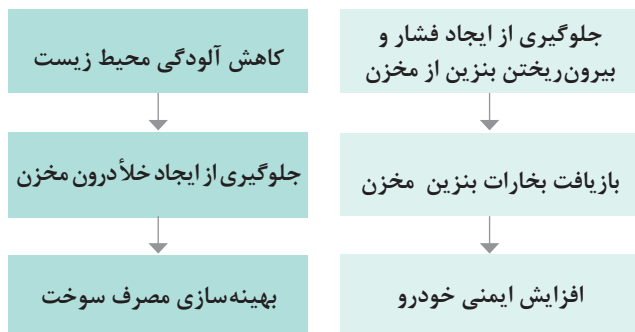 جلوگیری از ایجاد فشار و
بیرون‌ریختن بنزین از مخزن
بازیافت بخارات بنزین مخزن
افزایش ایمنی خودرو
کاهش آلودگی محیط زیست
جلوگیری از ایجاد خلأ درون مخزن
بهینه‌سازی مصرف سوخت